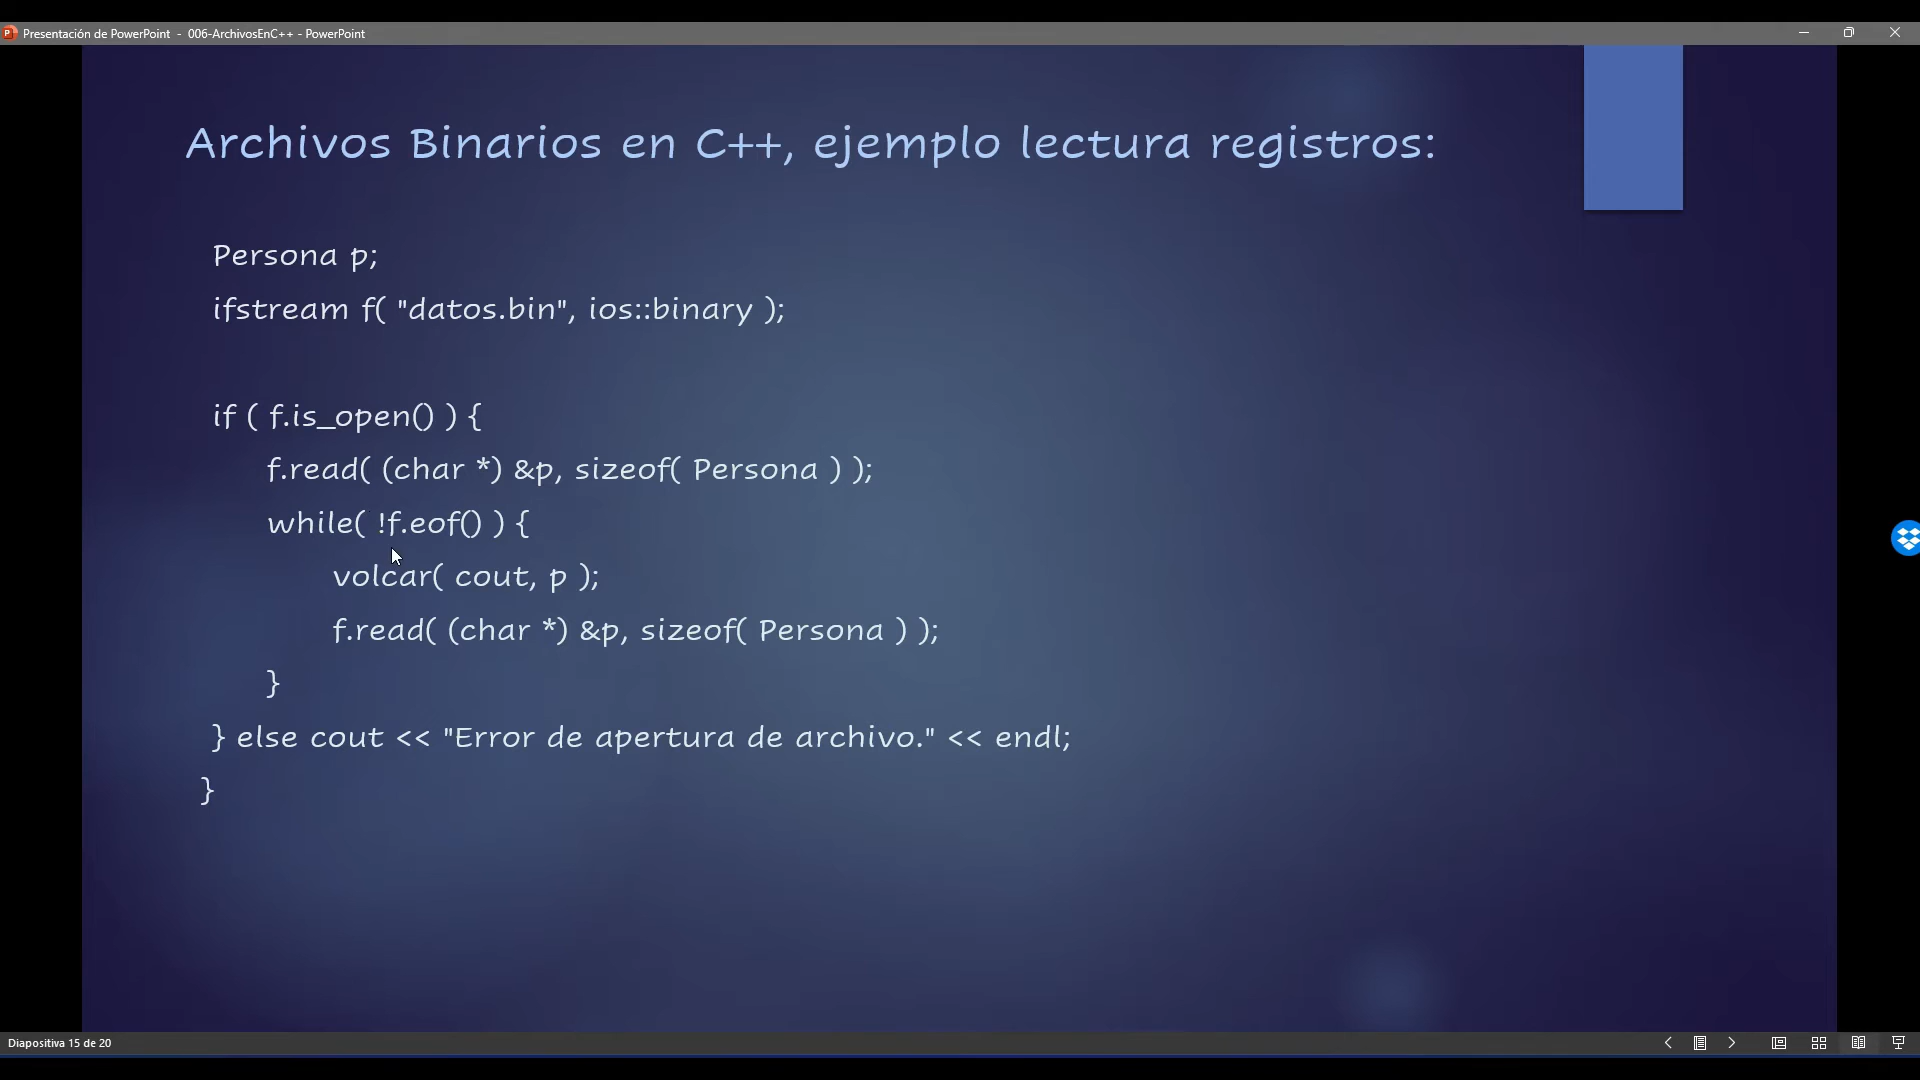 Presentación de PowerPoint - 006-ArchivosEnC++ - PowerPoint
Archivos Binarios en C++, ejemplo lectura registros:
Persona p;
ifstream f( "datos.bin", ios::binary );
if ( f.is_open() ) {
f.read( (char *) &p, sizeof( Persona ) );
while( !f.eof() ) {
volcar( cout, p );
f.read( (char *) &p, sizeof( Persona ) );
}
} else cout << "Error de apertura de archivo." << endl;
}
Diapositiva 15 de 20